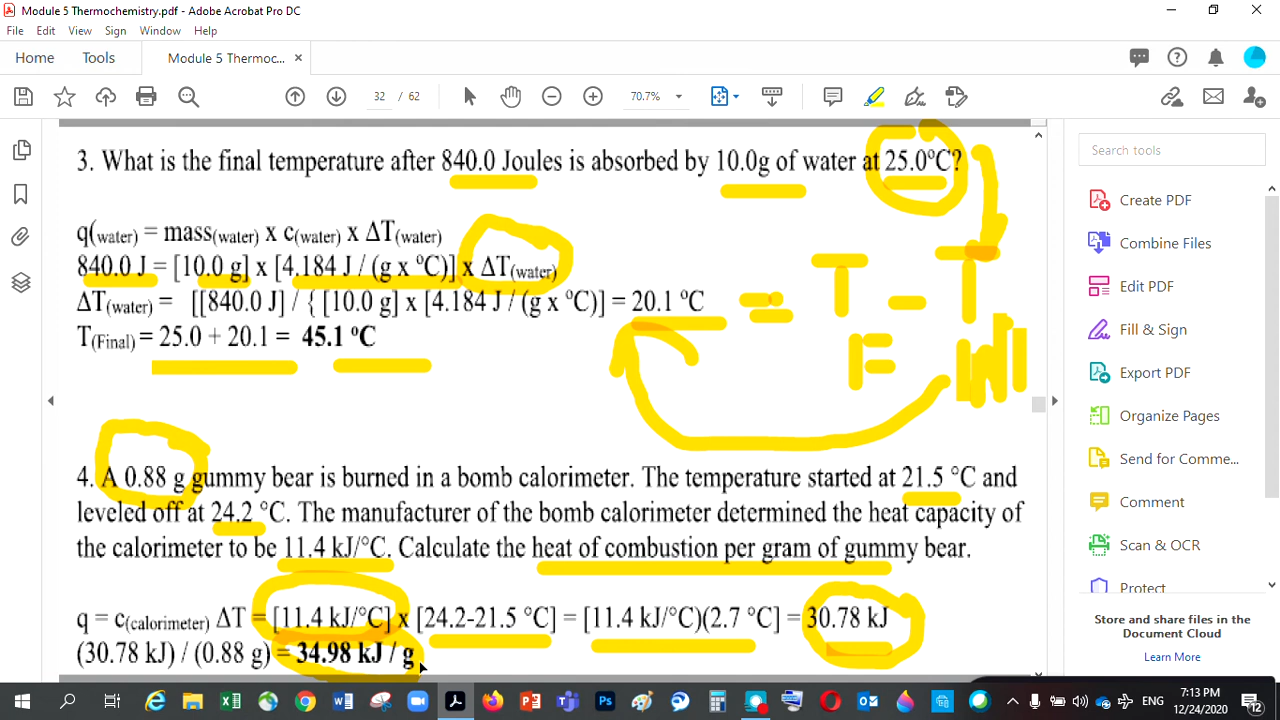 Module 5 Thermochemistry.pdf - Adobe Acrobat Pro DC
File Edit View Sign Window Help
Home Tools Module 5 Thermoc... ×
32 / 62 70.7%
3. What is the final temperature after 840.0 Joules is absorbed by 10.0g of water at 25.0°C?
q(water) = mass(water) x c(water) x ΔT(water)
840.0 J = [10.0 g] x [4.184 J / (g x °C)] x ΔT(water)
ΔT(water) = [[840.0 J] / { [10.0 g] x [4.184 J / (g x °C)] = 20.1 °C
= T - T
T(Final) = 25.0 + 20.1 = 45.1 °C
4. A 0.88 g gummy bear is burned in a bomb calorimeter. The temperature started at 21.5 °C and
leveled off at 24.2 °C. The manufacturer of the bomb calorimeter determined the heat capacity of
the calorimeter to be 11.4 kJ/°C. Calculate the heat of combustion per gram of gummy bear.
q = c(calorimeter) ΔT = [11.4 kJ/°C] x [24.2-21.5 °C] = [11.4 kJ/°C)(2.7 °C] = 30.78 kJ
(30.78 kJ) / (0.88 g) = 34.98 kJ / g
Search tools
Create PDF
Combine Files
Edit PDF
Fill & Sign
Export PDF
Organize Pages
Send for Comme...
Comment
Scan & OCR
Protect
Store and share files in the
Document Cloud
Learn More
ENG
7:13 PM
12/24/2020
12